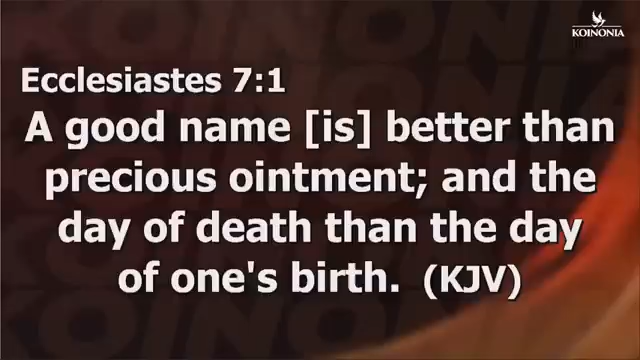 KOINONIA
Ecclesiastes 7:1
A good name [is] better than
precious ointment; and the
day of death than the day
of one's birth. (KJV)